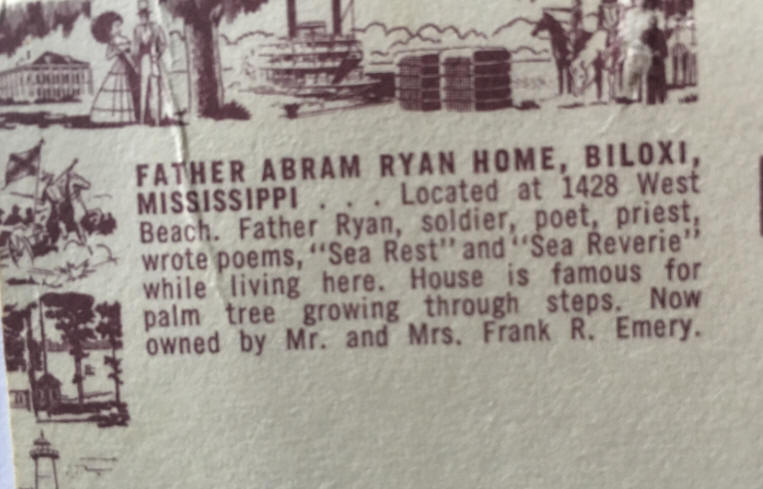 FATHER ABRAM RYAN HOME, BILOXI,
MISSISSIPPI . . . Located at 1428 West
Beach. Father Ryan, soldier, poet, priest,
wrote poems, "Sea Rest" and "Sea Reverie"
while living here. House is famous for
palm tree growing through steps. Now
owned by Mr. and Mrs. Frank R. Emery.